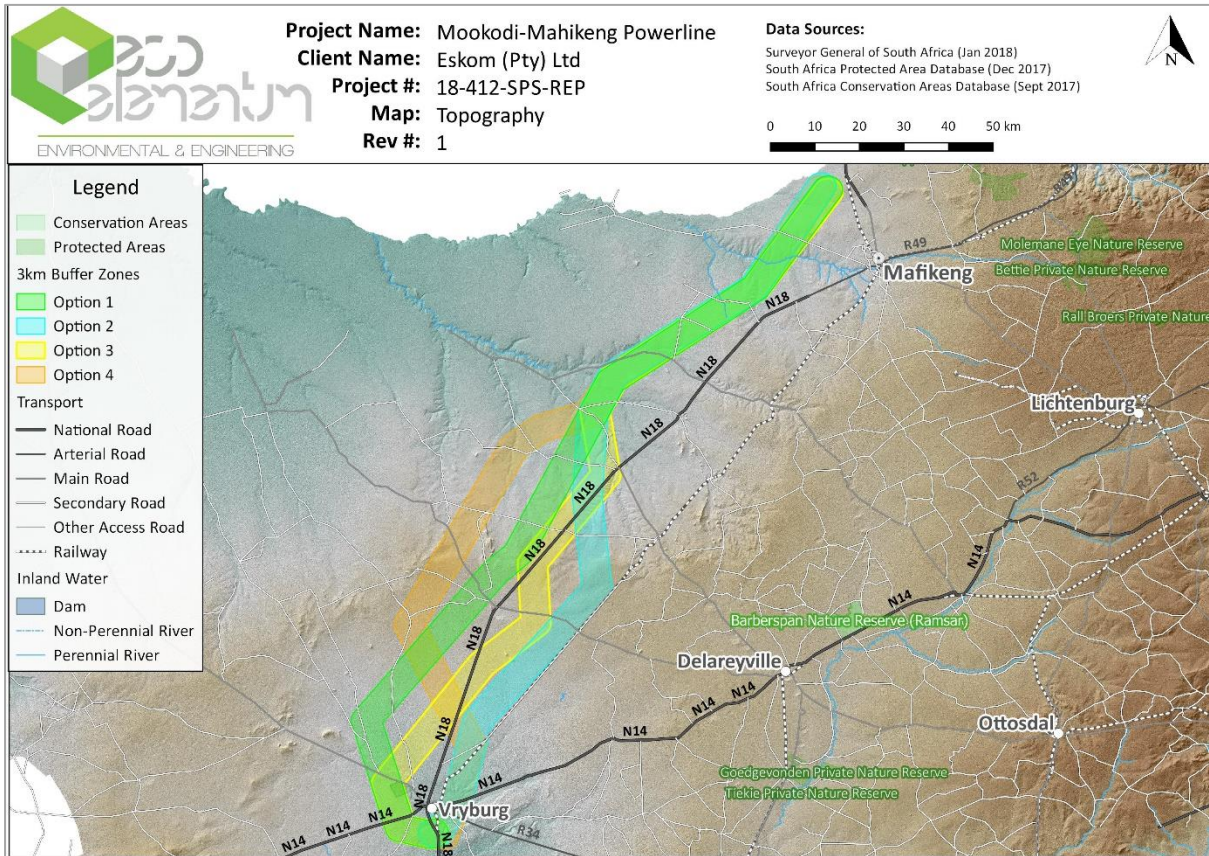 eco elementum
ENVIRONMENTAL & ENGINEERING
Project Name: Mookodi-Mahikeng Powerline
Client Name: Eskom (Pty) Ltd
Project #: 18-412-SPS-REP
Map: Topography
Rev #: 1
Data Sources:
Surveyor General of South Africa (Jan 2018)
South Africa Protected Area Database (Dec 2017)
South Africa Conservation Areas Database (Sept 2017)
N
0 10 20 30 40 50 km
Legend
Conservation Areas
Protected Areas
3km Buffer Zones
Option 1
Option 2
Option 3
Option 4
Transport
National Road
Arterial Road
Main Road
Secondary Road
Other Access Road
Railway
Inland Water
Dam
Non-Perennial River
Perennial River
R49
Molemane Eye Nature Reserve
Mafikeng
Bettie Private Nature Reserve
N18
Rall Broers Private Nature
N18
Lichtenburg
N18
R52
N18
N18
N14
N14
N18
Barberspan Nature Reserve (Ramsar)
Delareyville
N14
N14
N18
Ottosdal
N14
N14
Goedgevonden Private Nature Reserve
N18
Tiekie Private Nature Reserve
Vryburg
N14
N14
N14
R34
N18